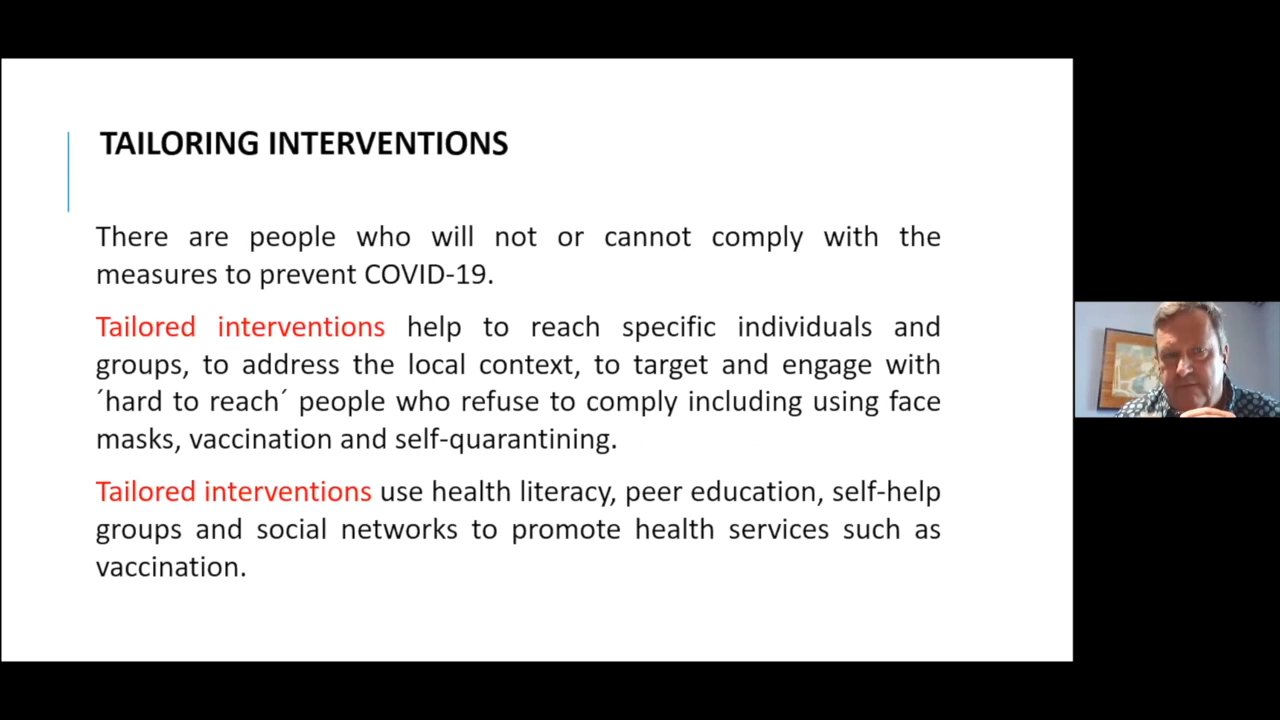 TAILORING INTERVENTIONS
There are people who will not or cannot comply with the
measures to prevent COVID-19.
Tailored interventions help to reach specific individuals and
groups, to address the local context, to target and engage with
´hard to reach´ people who refuse to comply including using face
masks, vaccination and self-quarantining.
Tailored interventions use health literacy, peer education, self-help
groups and social networks to promote health services such as
vaccination.